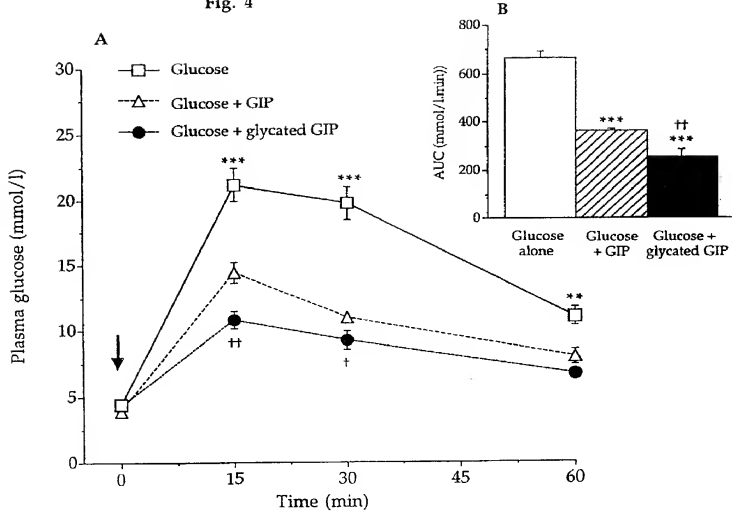 Fig. 4
A
Glucose
Glucose + GIP
Glucose + glycated GIP
30
25
20
15
10
5
0
Plasma glucose (mmol/l)
***
***
**
††
†
0
15
30
45
60
Time (min)
B
800
600
400
200
0
AUC (mmol/l.min))
***
††
***
Glucose
alone
Glucose
+ GIP
Glucose +
glycated GIP